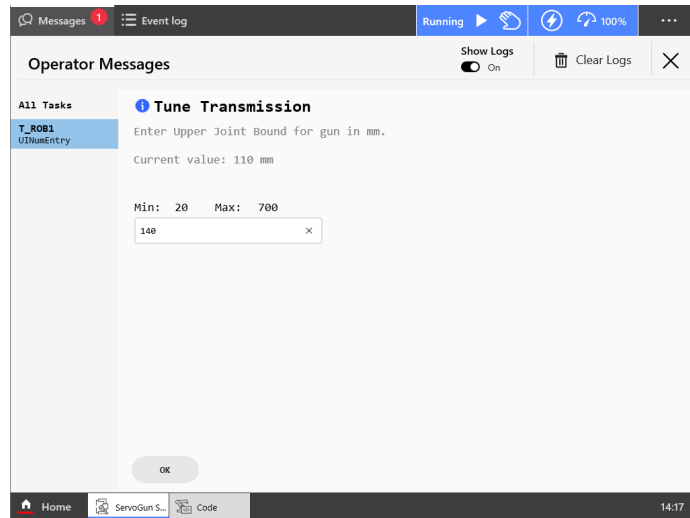 Messages 1
Event log
Running
100%
...
Operator Messages
Show Logs
On
Clear Logs
All Tasks
T_ROB1
UINumEntry
Tune Transmission
Enter Upper Joint Bound for gun in mm.
Current value: 110 mm
Min: 20 Max: 700
140
OK
Home
ServoGun S...
Code
14:17